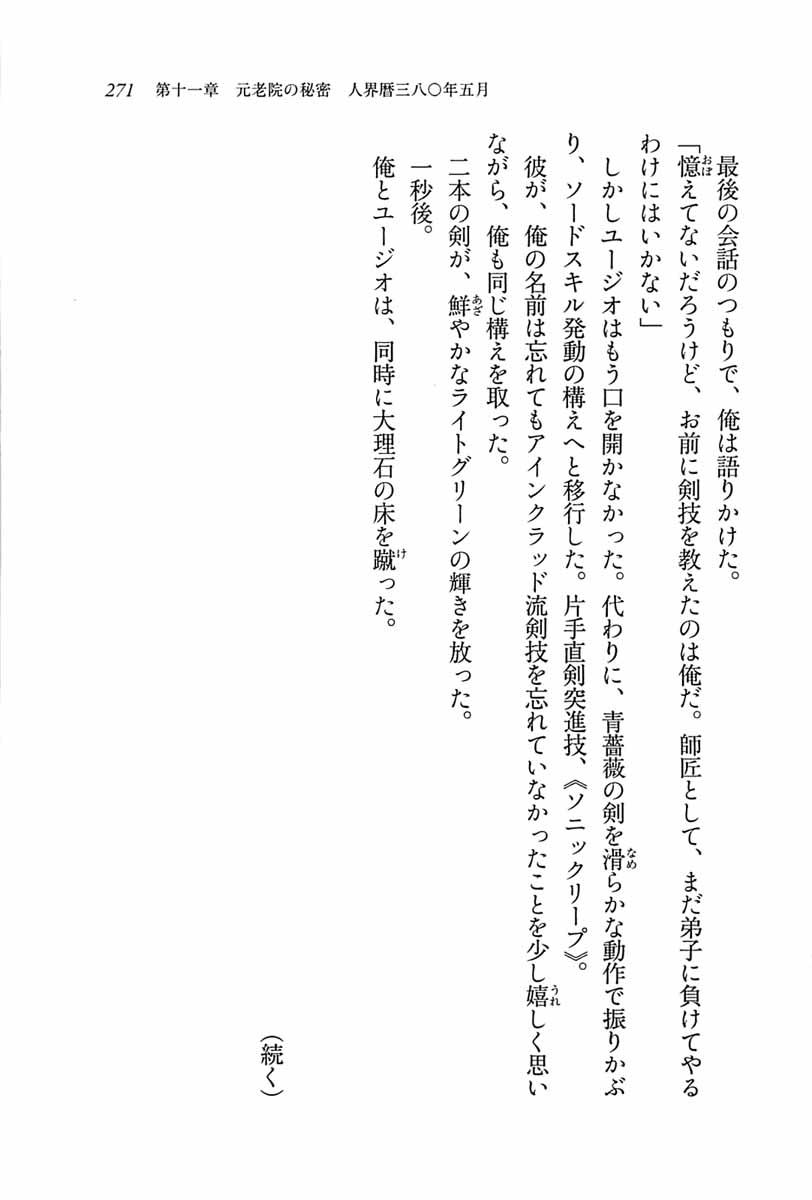 271 第十一章 元老院の秘密 人界暦三八〇年五月
最後の会話のつもりで、俺は語りかけた。
「憶えてないだろうけど、お前に剣技を教えたのは俺だ。師匠として、まだ弟子に負けてやる
わけにはいかない」
しかしユージオはもう口を開かなかった。代わりに、青薔薇の剣を滑らかな動作で振りかぶ
り、ソードスキル発動の構えへと移行した。片手直剣突進技、《ソニックリープ》。
彼が、俺の名前は忘れてもアインクラッド流剣技を忘れていなかったことを少し嬉しく思い
ながら、俺も同じ構えを取った。
二本の剣が、鮮やかなライトグリーンの輝きを放った。
一秒後。
俺とユージオは、同時に大理石の床を蹴った。
（続く）